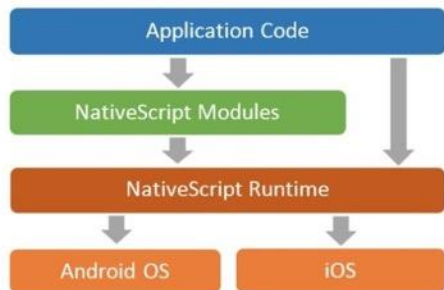 Application Code
NativeScript Modules
NativeScript Runtime
Android OS
iOS